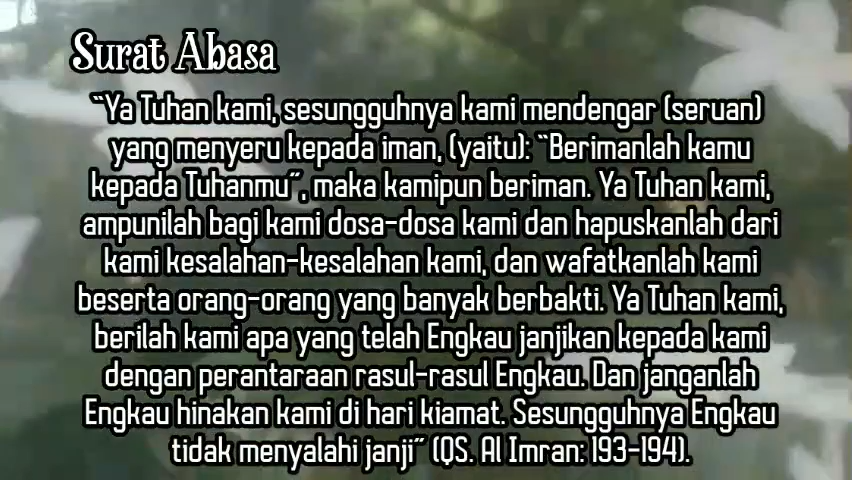 Surat Abasa
“Ya Tuhan kami, sesungguhnya kami mendengar (seruan)
yang menyeru kepada iman, (yaitu): “Berimanlah kamu
kepada Tuhanmu”, maka kamipun beriman. Ya Tuhan kami,
ampunilah bagi kami dosa-dosa kami dan hapuskanlah dari
kami kesalahan-kesalahan kami, dan wafatkanlah kami
beserta orang-orang yang banyak berbakti. Ya Tuhan kami,
berilah kami apa yang telah Engkau janjikan kepada kami
dengan perantaraan rasul-rasul Engkau. Dan janganlah
Engkau hinakan kami di hari kiamat. Sesungguhnya Engkau
tidak menyalahi janji” (QS. Al Imran: 193-194).